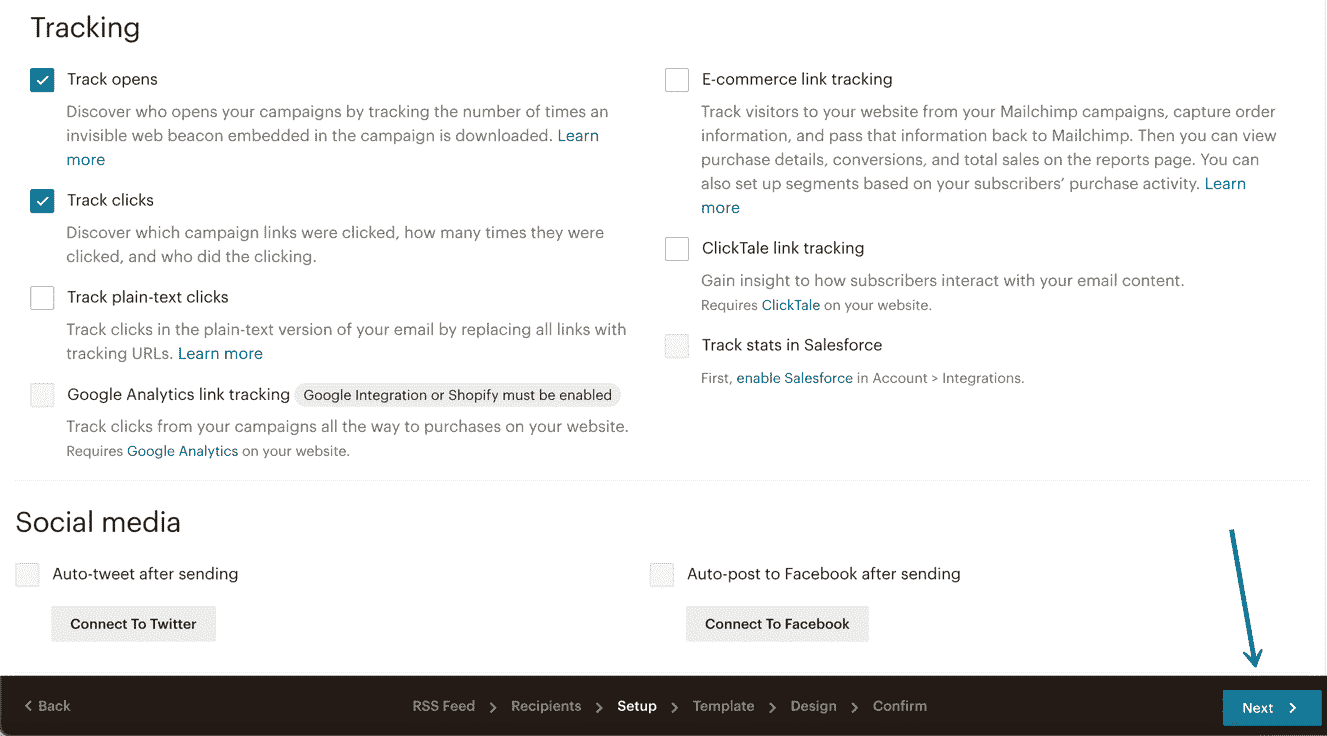 Tracking
Track opens
Discover who opens your campaigns by tracking the number of times an
invisible web beacon embedded in the campaign is downloaded. Learn
more
Track clicks
Discover which campaign links were clicked, how many times they were
clicked, and who did the clicking.
Track plain-text clicks
Track clicks in the plain-text version of your email by replacing all links with
tracking URLs. Learn more
Google Analytics link tracking Google Integration or Shopify must be enabled
Track clicks from your campaigns all the way to purchases on your website.
Requires Google Analytics on your website.
E-commerce link tracking
Track visitors to your website from your Mailchimp campaigns, capture order
information, and pass that information back to Mailchimp. Then you can view
purchase details, conversions, and total sales on the reports page. You can
also set up segments based on your subscribers’ purchase activity. Learn
more
ClickTale link tracking
Gain insight to how subscribers interact with your email content.
Requires ClickTale on your website.
Track stats in Salesforce
First, enable Salesforce in Account > Integrations.
Social media
Auto-tweet after sending
Connect To Twitter
Auto-post to Facebook after sending
Connect To Facebook
Back
RSS Feed > Recipients > Setup > Template > Design > Confirm
Next >